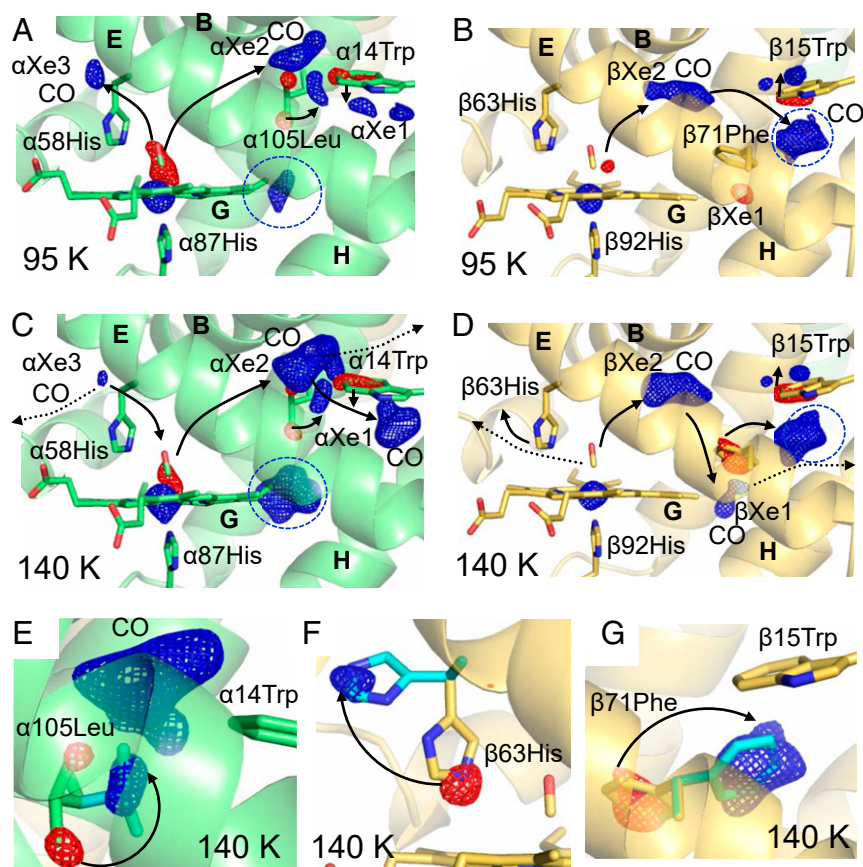 A
E
B
αXe2
CO
αXe3
CO
α14Trp
α58His
α105Leu
αXe1
G
α87His
H
95 K
B
E
B
β15Trp
βXe2
CO
β63His
CO
β71Phe
G
βXe1
β92His
H
95 K
C
E
B
CO
αXe2
αXe3
CO
α14Trp
α58His
αXe1
CO
G
α87His
H
140 K
D
E
B
β15Trp
βXe2
CO
β63His
G
βXe1
CO
β92His
H
140 K
E
CO
α14Trp
α105Leu
140 K
F
β63His
140 K
G
β15Trp
β71Phe
140 K